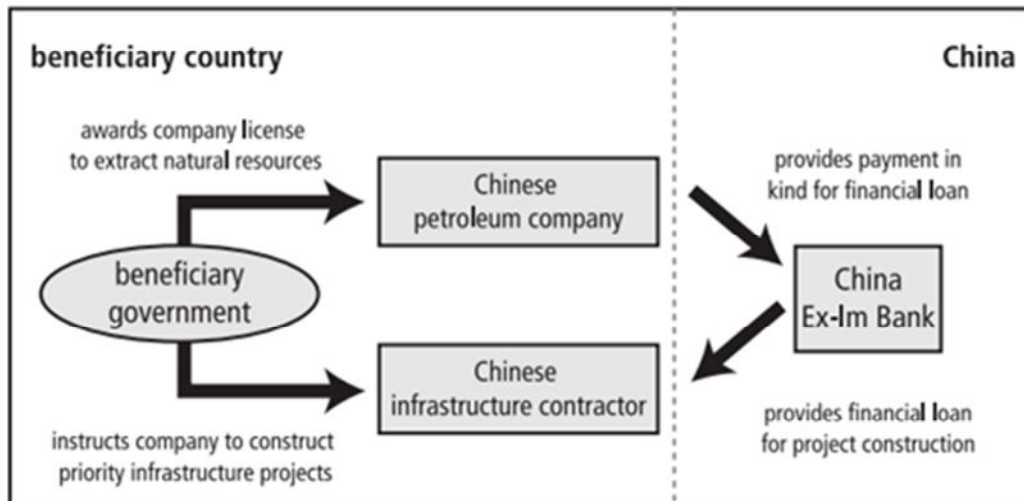 beneficiary country
China
awards company license
to extract natural resources
Chinese
petroleum company
provides payment in
kind for financial loan
beneficiary
government
China
Ex-Im Bank
Chinese
infrastructure contractor
instructs company to construct
priority infrastructure projects
provides financial loan
for project construction